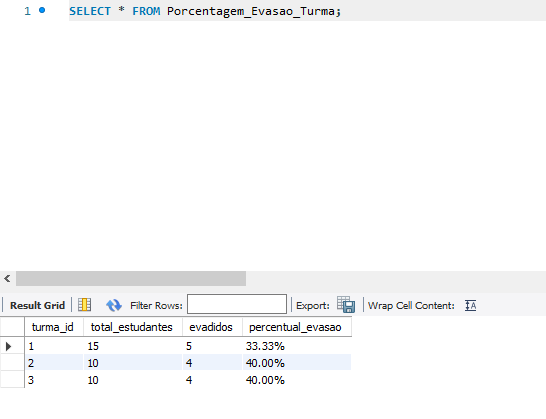 1 SELECT * FROM Porcentagem_Evasao_Turma;
Result Grid Filter Rows: Export: Wrap Cell Content:
turma_id total_estudantes evadidos percentual_evasao
1 15 5 33.33%
2 10 4 40.00%
3 10 4 40.00%